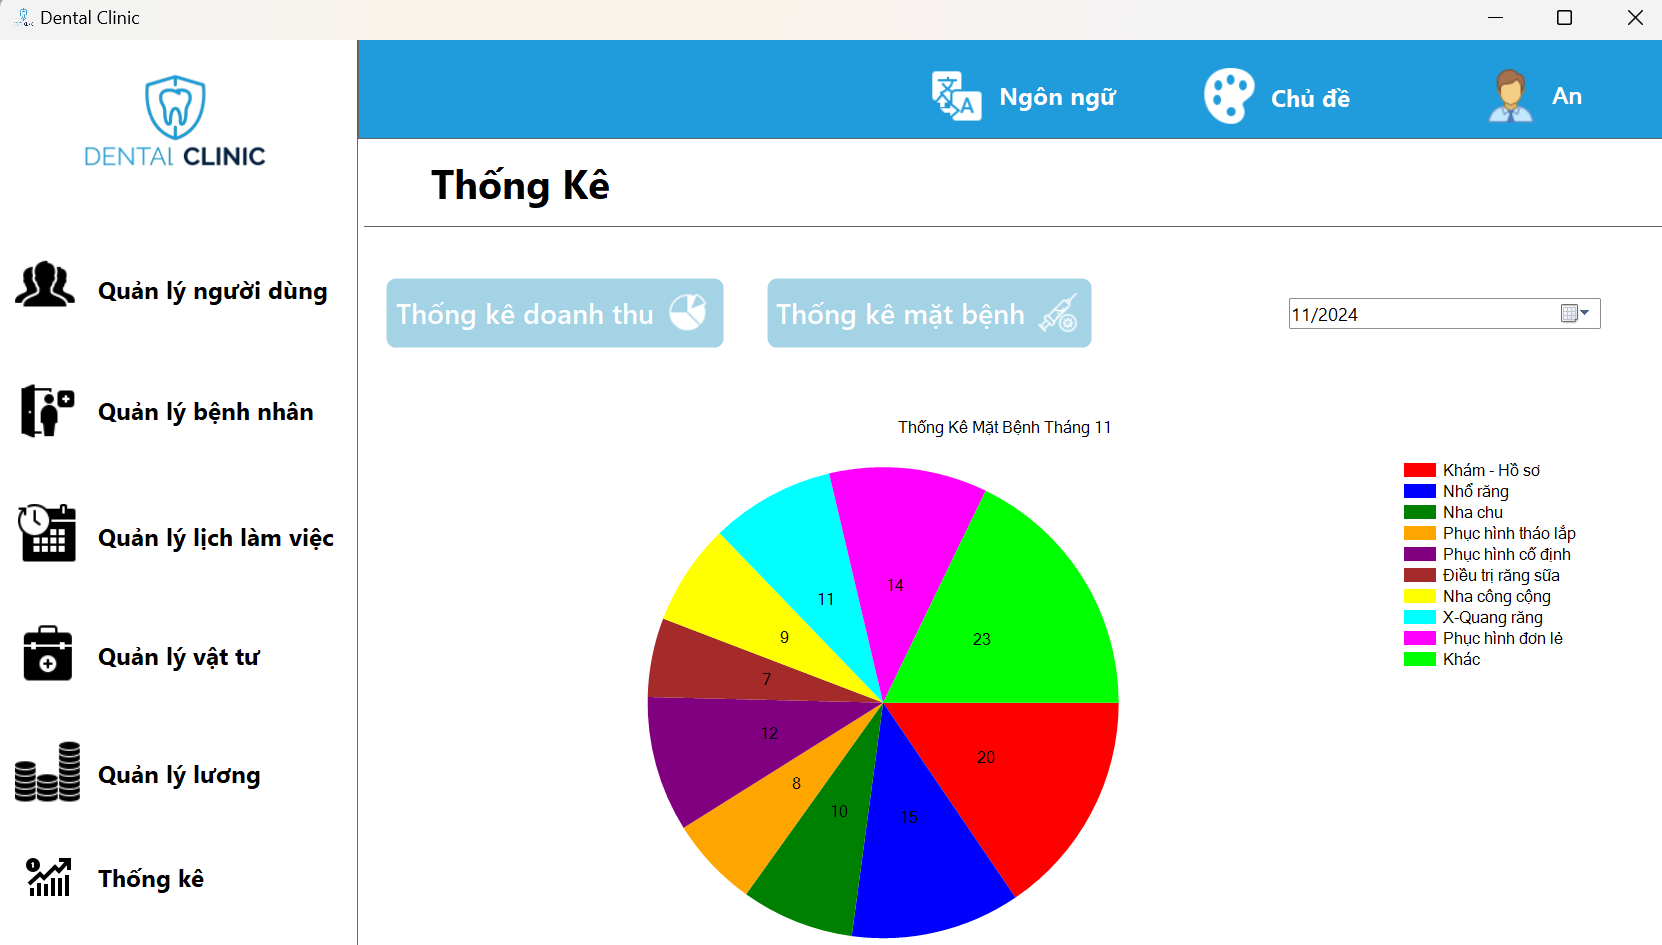 Dental Clinic
DENTAL CLINIC
Ngôn ngữ
Chủ đề
An
Thống Kê
Quản lý người dùng
Quản lý bệnh nhân
Quản lý lịch làm việc
Quản lý vật tư
Quản lý lương
Thống kê
Thống kê doanh thu
Thống kê mặt bệnh
11/2024
Thống Kê Mặt Bệnh Tháng 11
14
11
23
9
7
12
20
8
10
15
Khám - Hồ sơ
Nhổ răng
Nha chu
Phục hình tháo lắp
Phục hình cố định
Điều trị răng sữa
Nha công cộng
X-Quang răng
Phục hình đơn lẻ
Khác